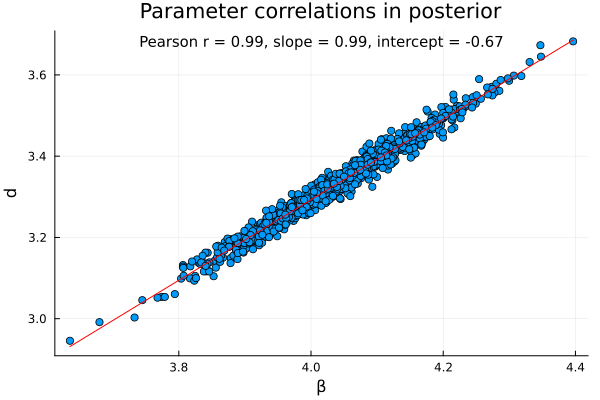 Parameter correlations in posterior
Pearson r = 0.99, slope = 0.99, intercept = -0.67
3.6
3.4
d
3.2
3.0
3.8
4.0
4.2
4.4
β